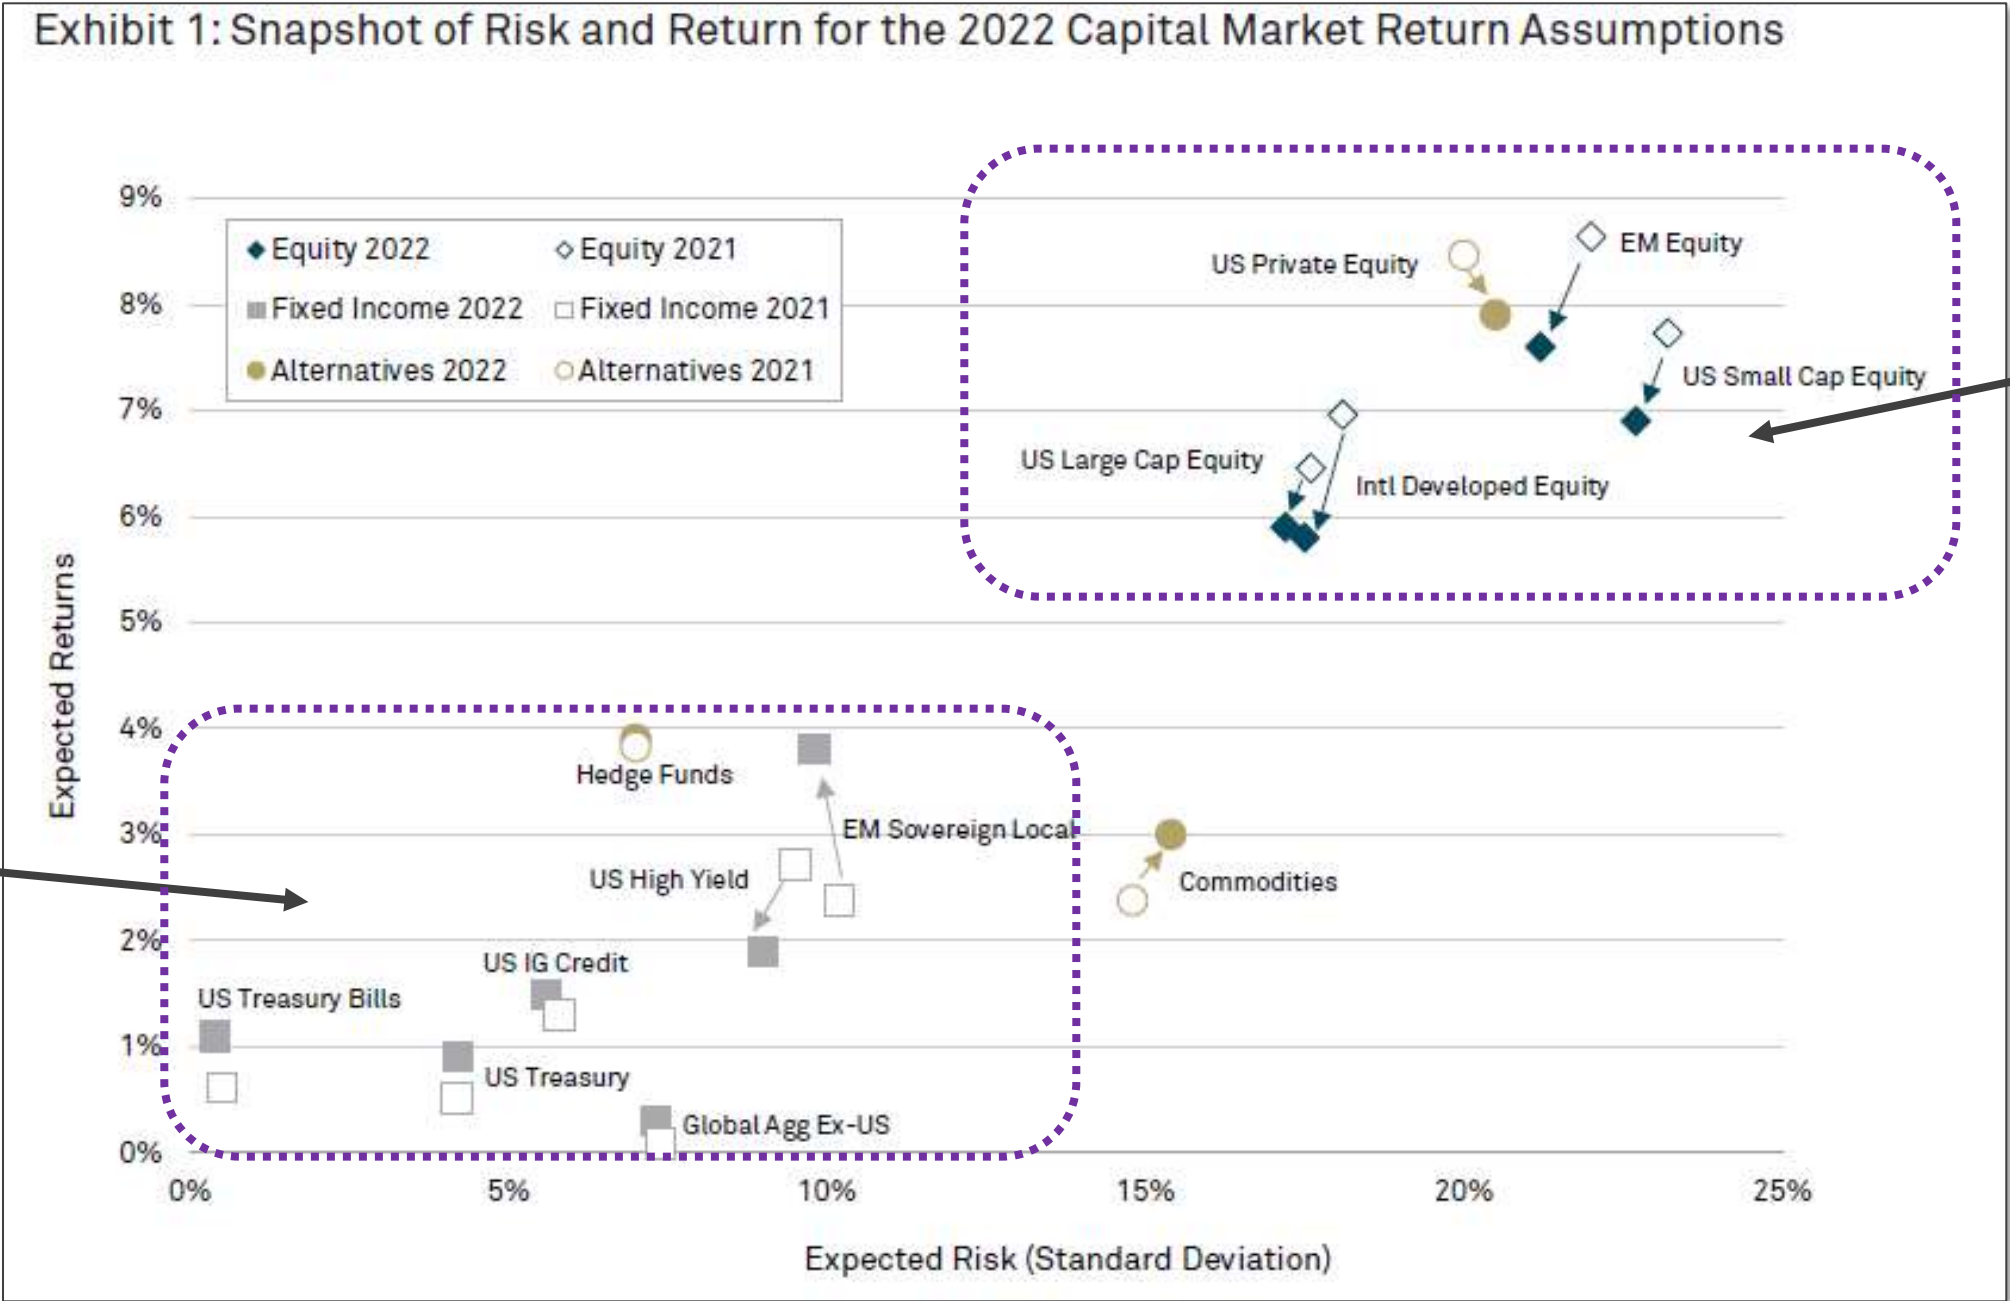 Exhibit 1: Snapshot of Risk and Return for the 2022 Capital Market Return Assumptions
Expected Returns
9%
8%
7%
6%
5%
4%
3%
2%
1%
0%
Equity 2022
Equity 2021
Fixed Income 2022
Fixed Income 2021
Alternatives 2022
Alternatives 2021
US Private Equity
EM Equity
US Small Cap Equity
US Large Cap Equity
Intl Developed Equity
Hedge Funds
EM Sovereign Local
US High Yield
Commodities
US IG Credit
US Treasury Bills
US Treasury
Global Agg Ex-US
0%
5%
10%
15%
20%
25%
Expected Risk (Standard Deviation)